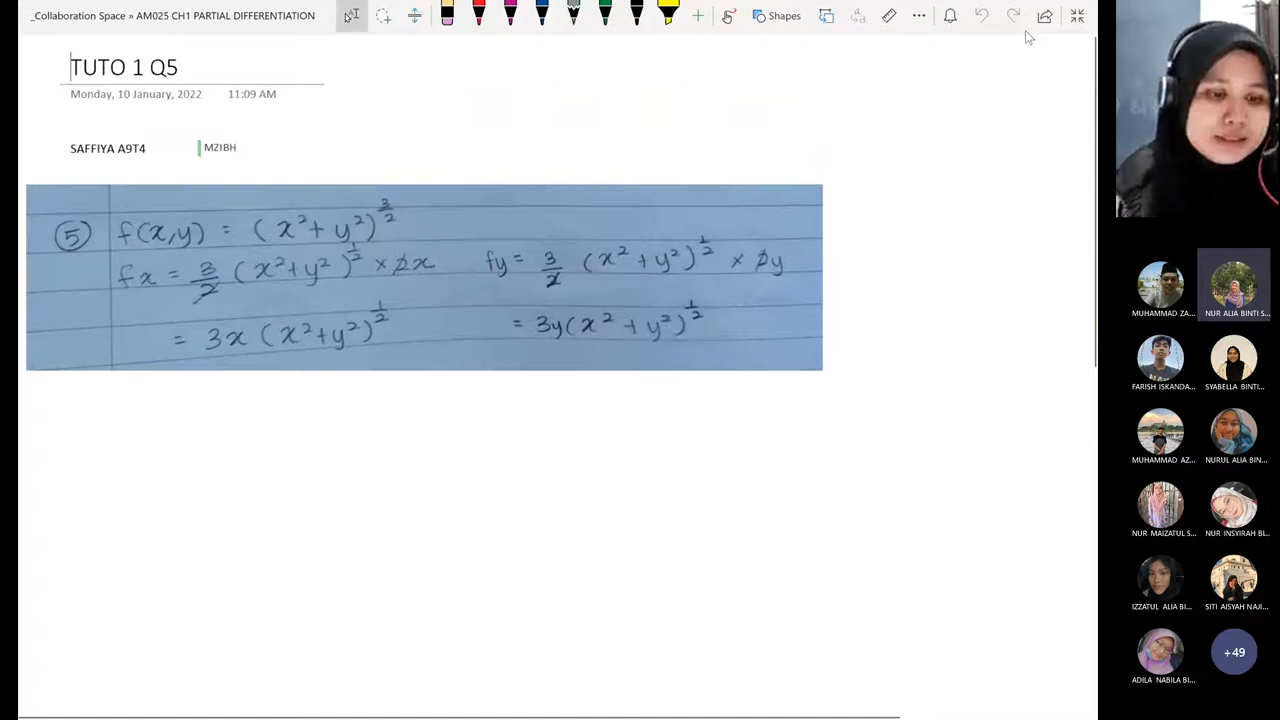 _Collaboration Space » AM025 CH1 PARTIAL DIFFERENTIATION
Shapes
TUTO 1 Q5
Monday, 10 January, 2022 11:09 AM
SAFFIYA A9T4 MZIBH
⑤ f(x,y) = (x² + y²)^(3/2)
fx = 3/2 (x²+y²)^(1/2) × 2x fy = 3/2 (x² + y²)^(1/2) × 2y
= 3x (x²+y²)^(1/2) = 3y(x² + y²)^(1/2)
MUHAMMAD ZA... NUR ALIA BINTI S...
FARISH ISKANDA... SYABELLA BINTI...
MUHAMMAD AZ... NURUL ALIA BIN...
NUR MAIZATUL S... NUR INSYIRAH BI...
IZZATUL ALIA BI... SITI AISYAH NAJI...
ADILA NABILA BI... +49